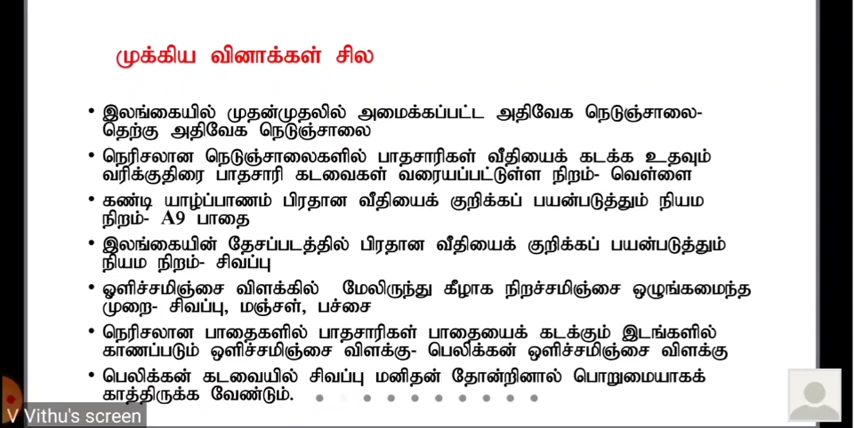 முக்கிய வினாக்கள் சில
• இலங்கையில் முதன்முதலில் அமைக்கப்பட்ட அதிவேக நெடுஞ்சாலை-
தெற்கு அதிவேக நெடுஞ்சாலை
• நெரிசலான நெடுஞ்சாலைகளில் பாதசாரிகள் வீதியைக் கடக்க உதவும்
வரிக்குதிரை பாதசாரி கடவைகள் வரையப்பட்டுள்ள நிறம்- வெள்ளை
• கண்டி யாழ்ப்பாணம் பிரதான வீதியைக் குறிக்கப் பயன்படுத்தும் நியம
நிறம்- A9 பாதை
• இலங்கையின் தேசப்படத்தில் பிரதான வீதியைக் குறிக்கப் பயன்படுத்தும்
நியம நிறம்- சிவப்பு
• ஓளிச்சமிஞ்சை விளக்கில் மேலிருந்து கீழாக நிறச்சமிஞ்சை ஒழுங்கமைந்த
முறை- சிவப்பு, மஞ்சள், பச்சை
• நெரிசலான பாதைகளில் பாதசாரிகள் பாதையைக் கடக்கும் இடங்களில்
காணப்படும் ஒளிச்சமிஞ்சை விளக்கு- பெலிக்கன் ஒளிச்சமிஞ்சை விளக்கு
• பெலிக்கன் கடவையில் சிவப்பு மனிதன் தோன்றினால் பொறுமையாகக்
காத்திருக்க வேண்டும்.
V Vithu's screen